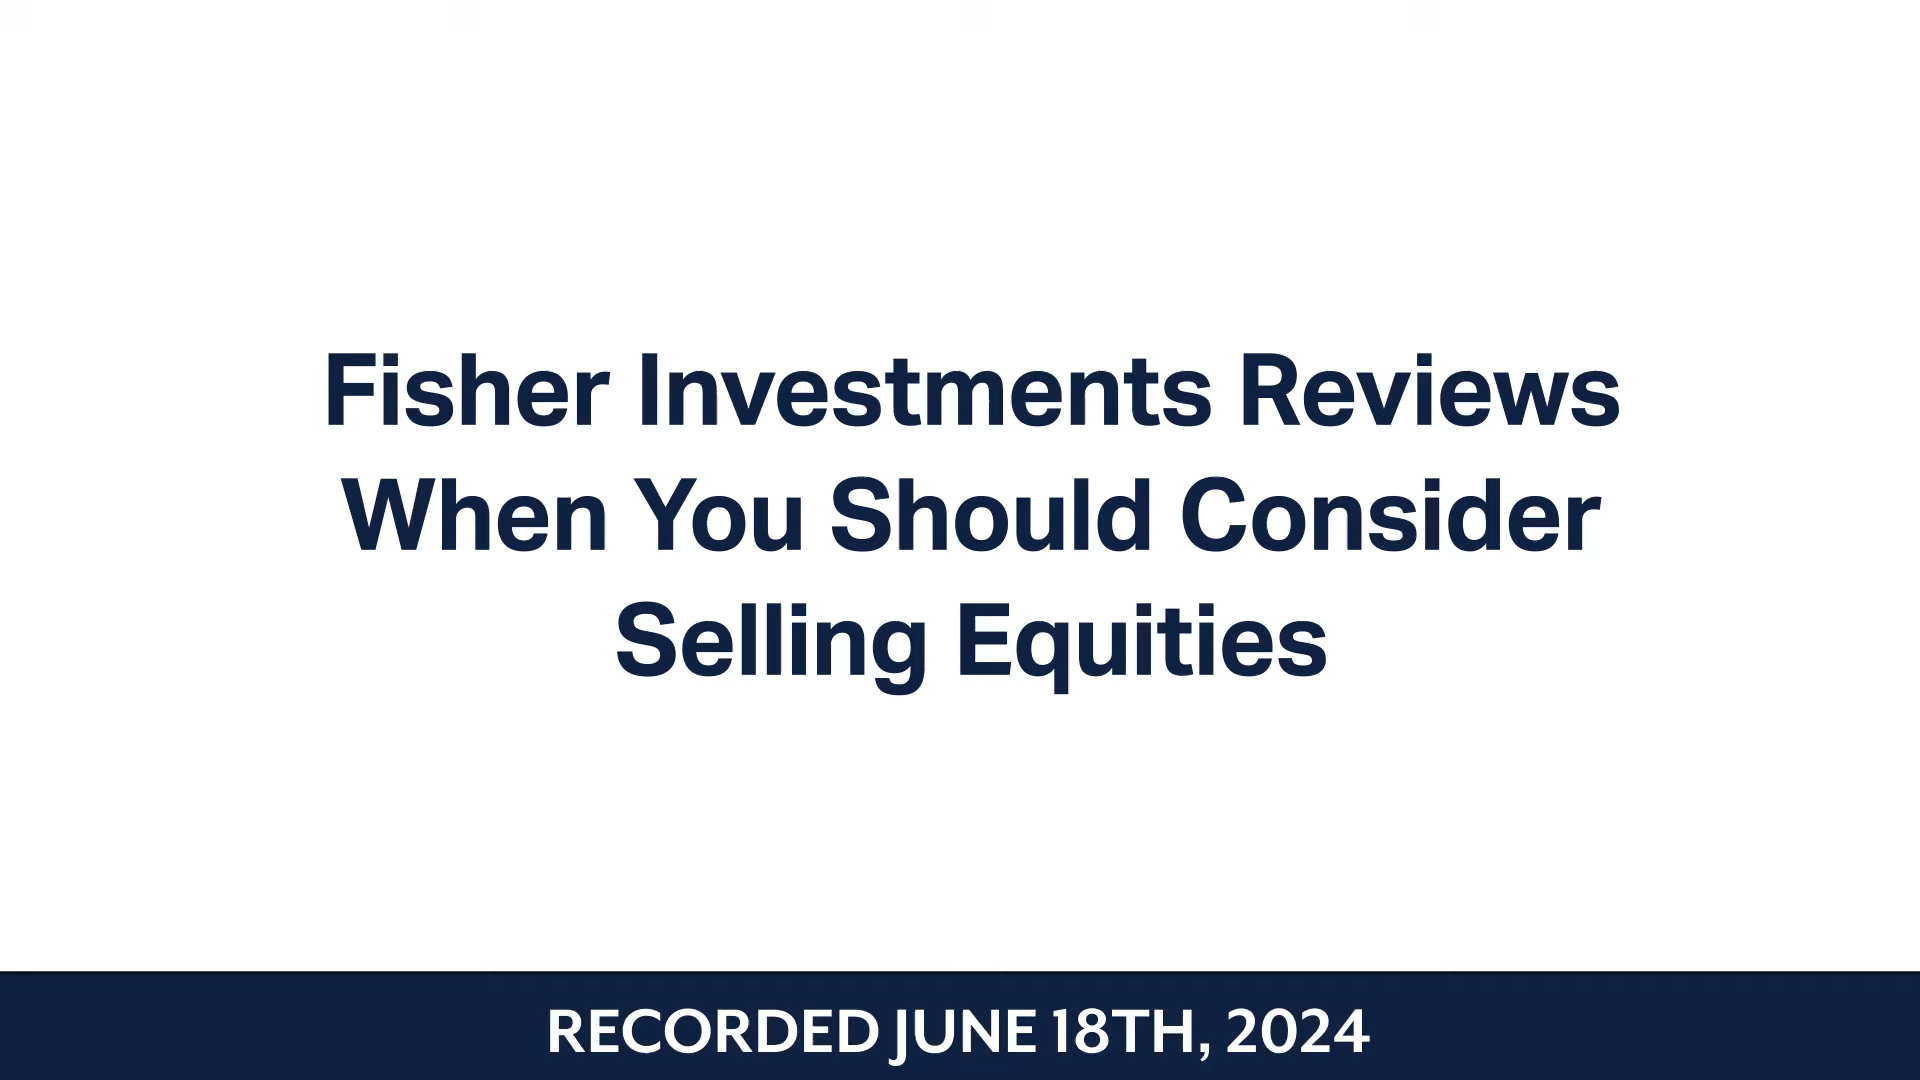 Fisher Investments Reviews
When You Should Consider
Selling Equities
RECORDED JUNE 18TH, 2024